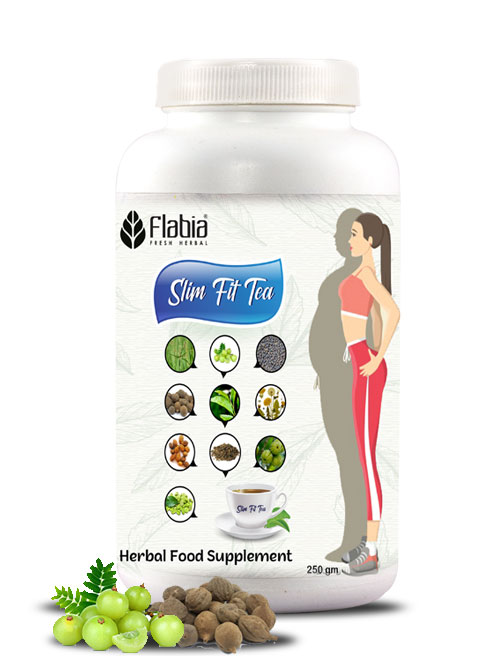 Flabia®
FRESH HERBAL
Slim Fit Tea
Slim Fit Tea
Herbal Food Supplement
250 gm